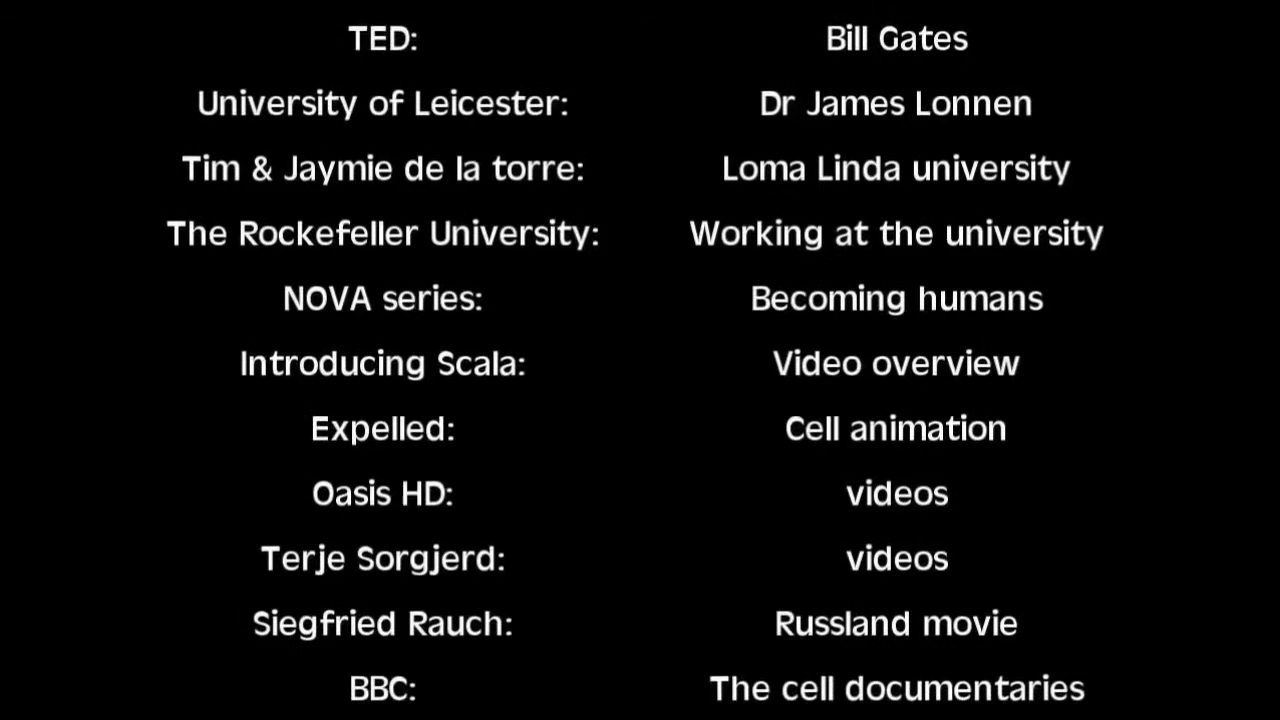 TED: Bill Gates
University of Leicester: Dr James Lonnen
Tim & Jaymie de la torre: Loma Linda university
The Rockefeller University: Working at the university
NOVA series: Becoming humans
Introducing Scala: Video overview
Expelled: Cell animation
Oasis HD: videos
Terje Sorgjerd: videos
Siegfried Rauch: Russland movie
BBC: The cell documentaries